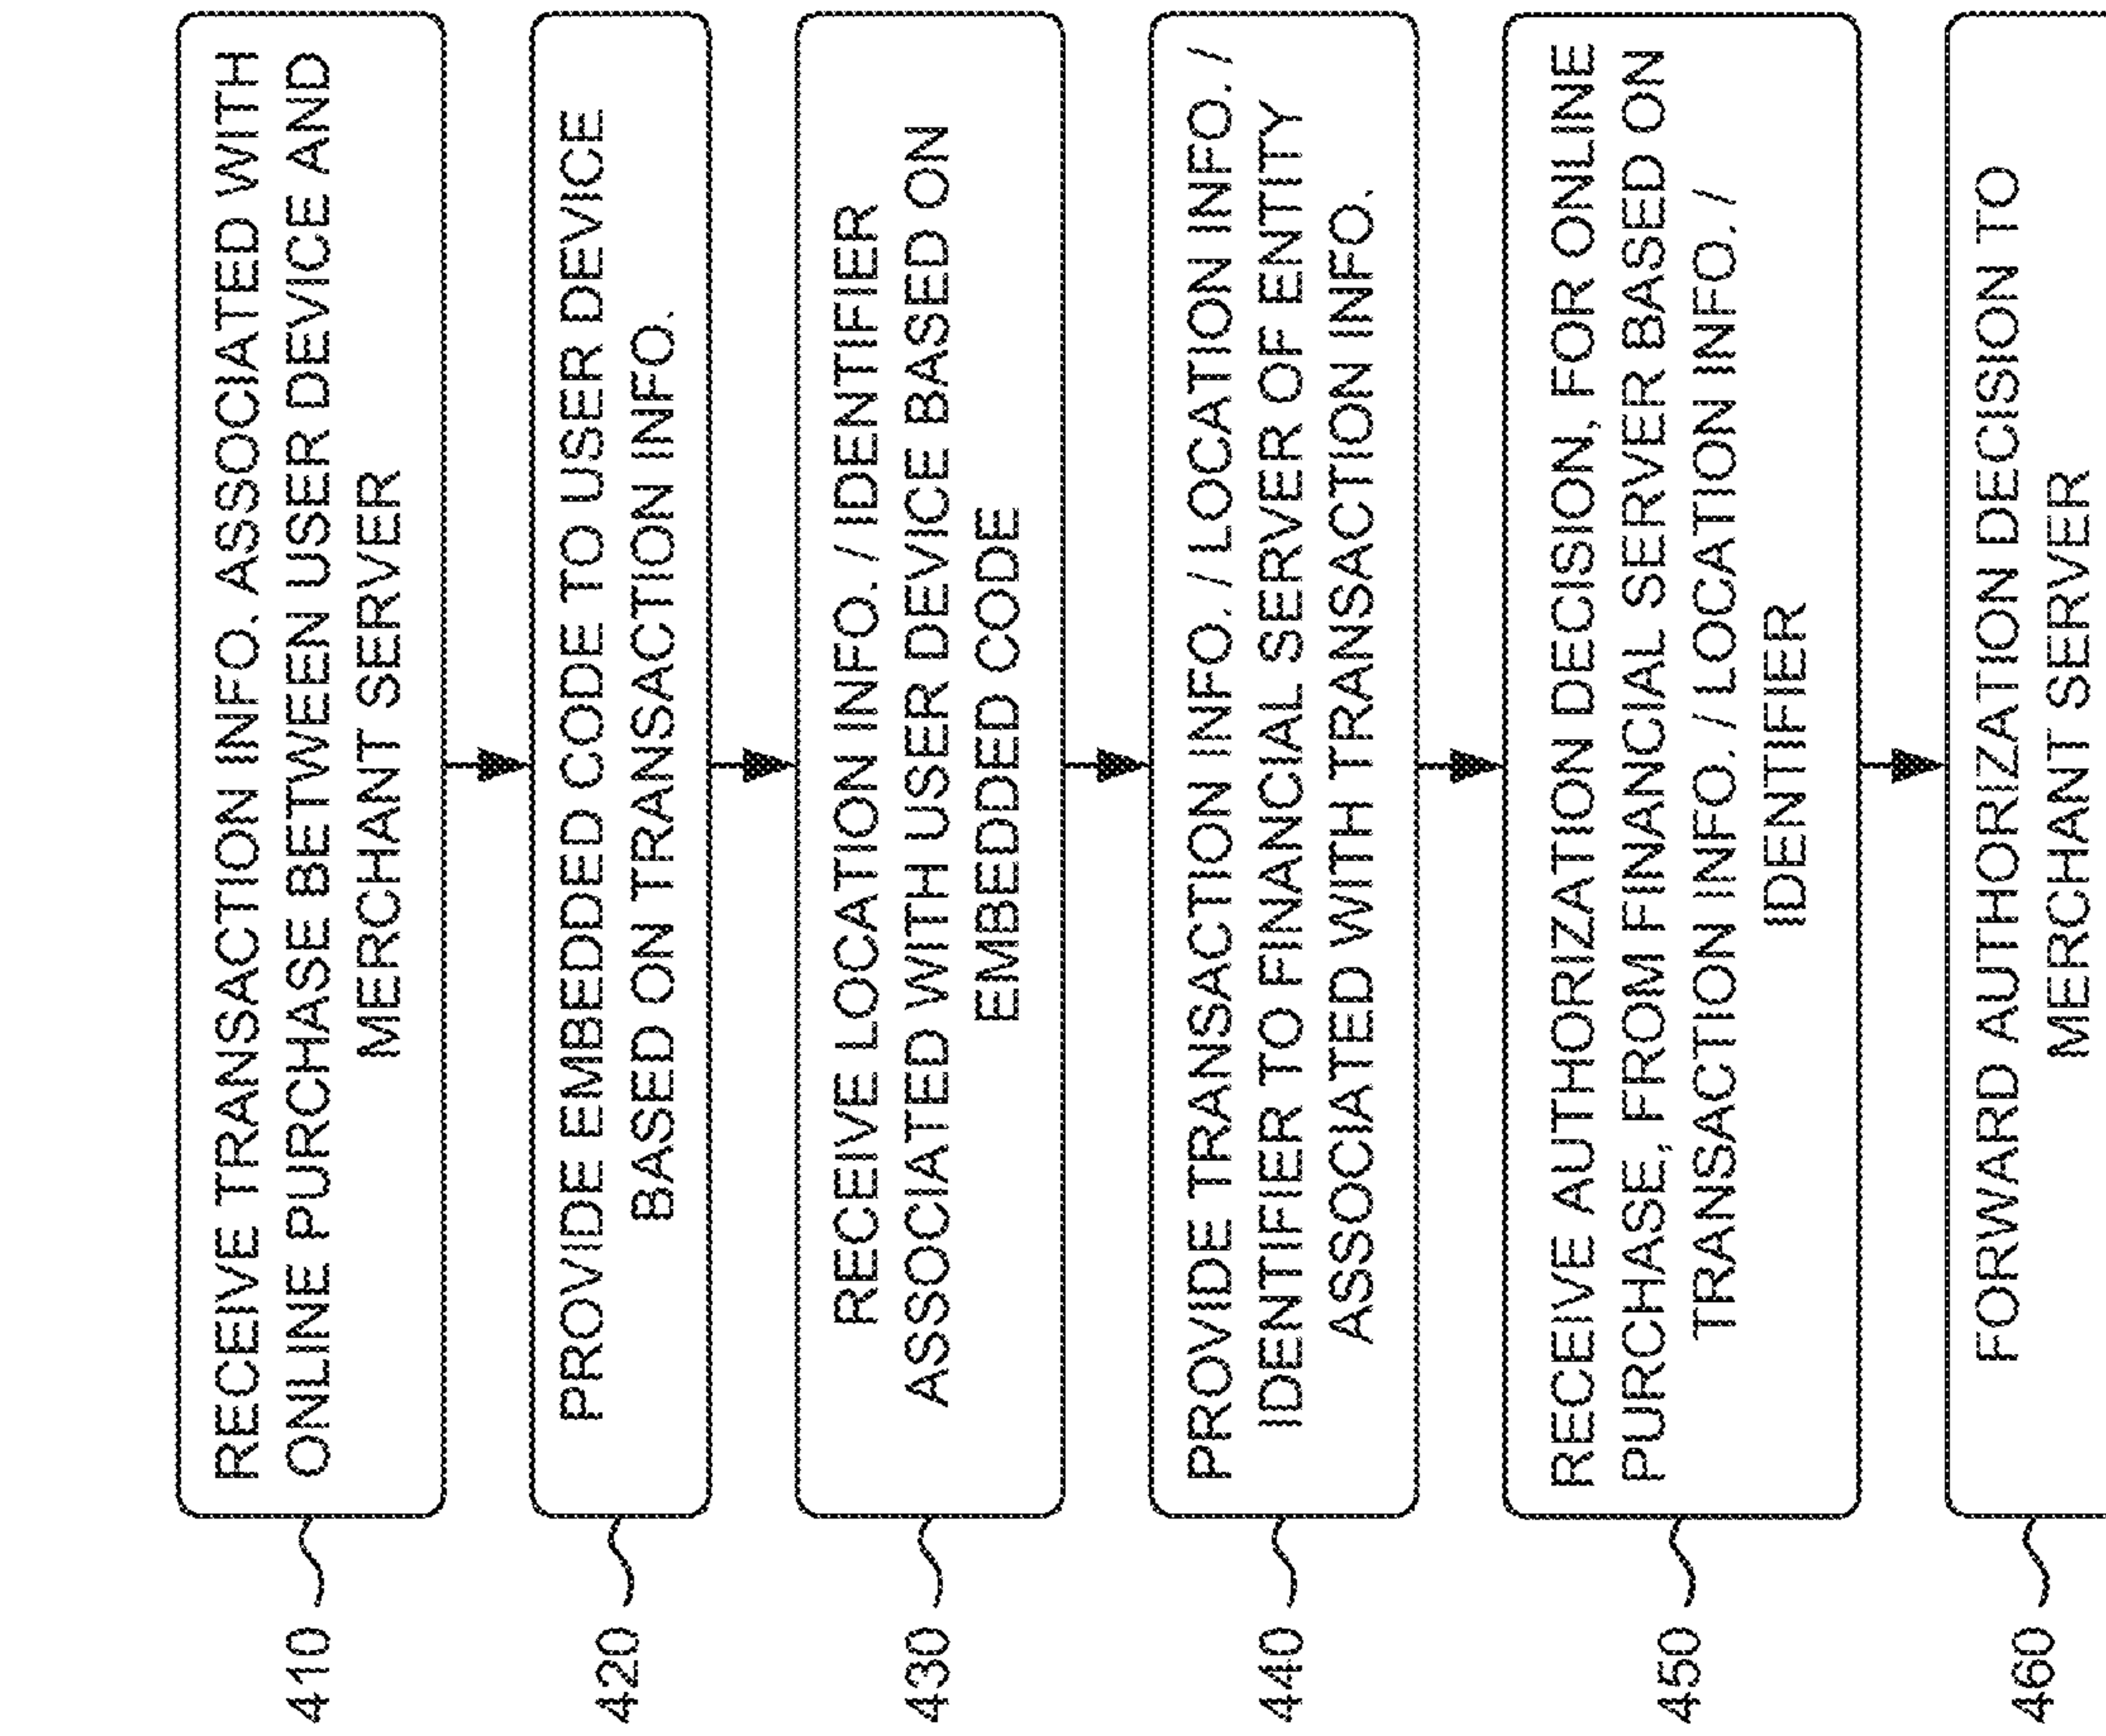 410
RECEIVE TRANSACTION INFO. ASSOCIATED WITH
ONLINE PURCHASE BETWEEN USER DEVICE AND
MERCHANT SERVER
420
PROVIDE EMBEDDED CODE TO USER DEVICE
BASED ON TRANSACTION INFO.
430
RECEIVE LOCATION INFO. / IDENTIFIER
ASSOCIATED WITH USER DEVICE BASED ON
EMBEDDED CODE
440
PROVIDE TRANSACTION INFO. / LOCATION INFO. /
IDENTIFIER TO FINANCIAL SERVER OF ENTITY
ASSOCIATED WITH TRANSACTION INFO.
450
RECEIVE AUTHORIZATION DECISION, FOR ONLINE
PURCHASE, FROM FINANCIAL SERVER BASED ON
TRANSACTION INFO. / LOCATION INFO. /
IDENTIFIER
460
FORWARD AUTHORIZATION DECISION TO
MERCHANT SERVER